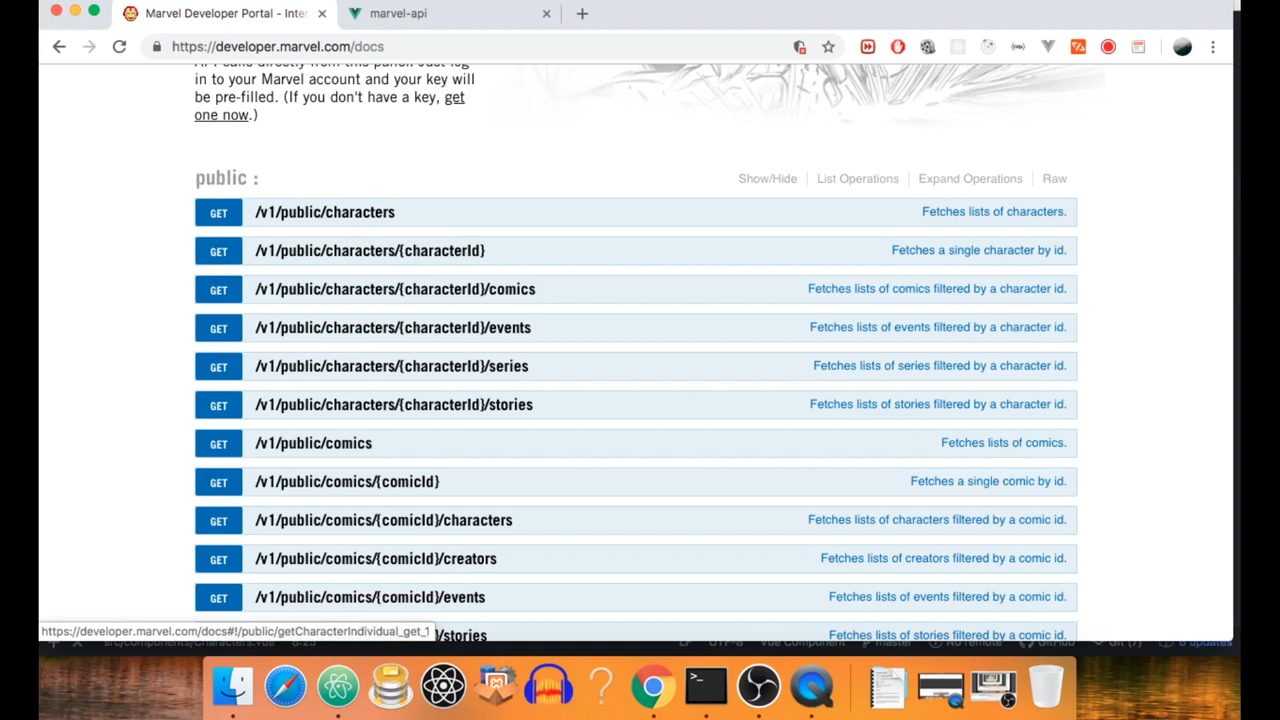 Marvel Developer Portal - Inter
marvel-api
https://developer.marvel.com/docs
in to your Marvel account and your key will
be pre-filled. (If you don't have a key, get
one now.)
public :
Show/Hide
List Operations
Expand Operations
Raw
GET /v1/public/characters Fetches lists of characters.
GET /v1/public/characters/{characterId} Fetches a single character by id.
GET /v1/public/characters/{characterId}/comics Fetches lists of comics filtered by a character id.
GET /v1/public/characters/{characterId}/events Fetches lists of events filtered by a character id.
GET /v1/public/characters/{characterId}/series Fetches lists of series filtered by a character id.
GET /v1/public/characters/{characterId}/stories Fetches lists of stories filtered by a character id.
GET /v1/public/comics Fetches lists of comics.
GET /v1/public/comics/{comicId} Fetches a single comic by id.
GET /v1/public/comics/{comicId}/characters Fetches lists of characters filtered by a comic id.
GET /v1/public/comics/{comicId}/creators Fetches lists of creators filtered by a comic id.
GET /v1/public/comics/{comicId}/events Fetches lists of events filtered by a comic id.
/stories Fetches lists of stories filtered by a comic id.
https://developer.marvel.com/docs#!/public/getCharacterIndividual_get_1